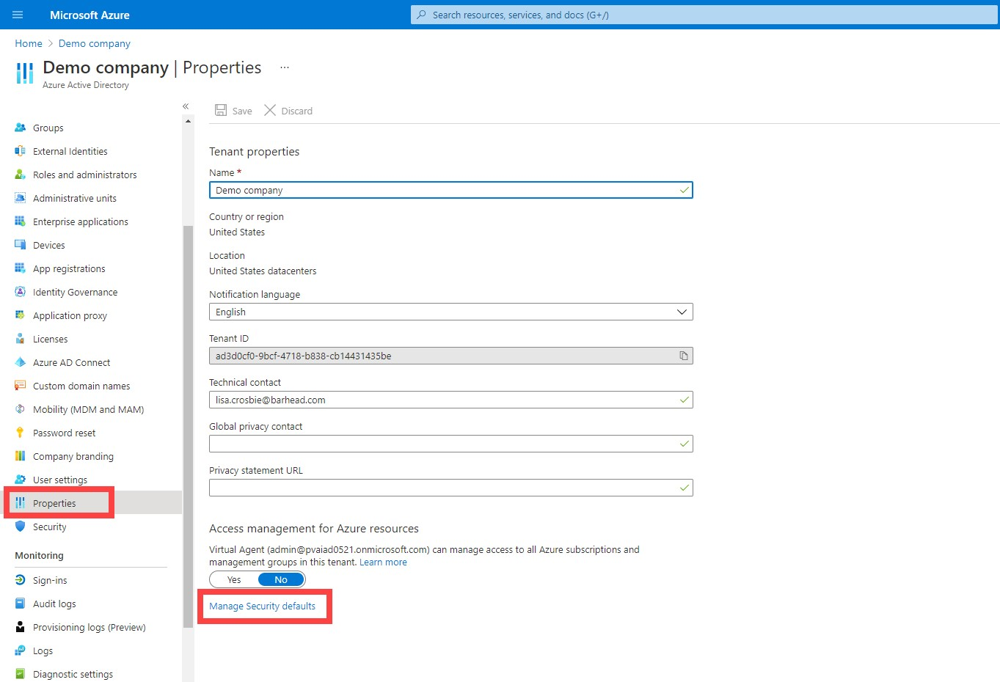 Microsoft Azure
Search resources, services, and docs (G+/)
Home > Demo company
Demo company | Properties ...
Azure Active Directory
«
Groups
External Identities
Roles and administrators
Administrative units
Enterprise applications
Devices
App registrations
Identity Governance
Application proxy
Licenses
Azure AD Connect
Custom domain names
Mobility (MDM and MAM)
Password reset
Company branding
User settings
Properties
Security
Monitoring
Sign-ins
Audit logs
Provisioning logs (Preview)
Logs
Diagnostic settings
Save Discard
Tenant properties
Name *
Demo company
Country or region
United States
Location
United States datacenters
Notification language
English
Tenant ID
ad3d0cf0-9bcf-4718-b838-cb14431435be
Technical contact
lisa.crosbie@barhead.com
Global privacy contact
Privacy statement URL
Access management for Azure resources
Virtual Agent (admin@pvaiad0521.onmicrosoft.com) can manage access to all Azure subscriptions and
management groups in this tenant. Learn more
Yes No
Manage Security defaults